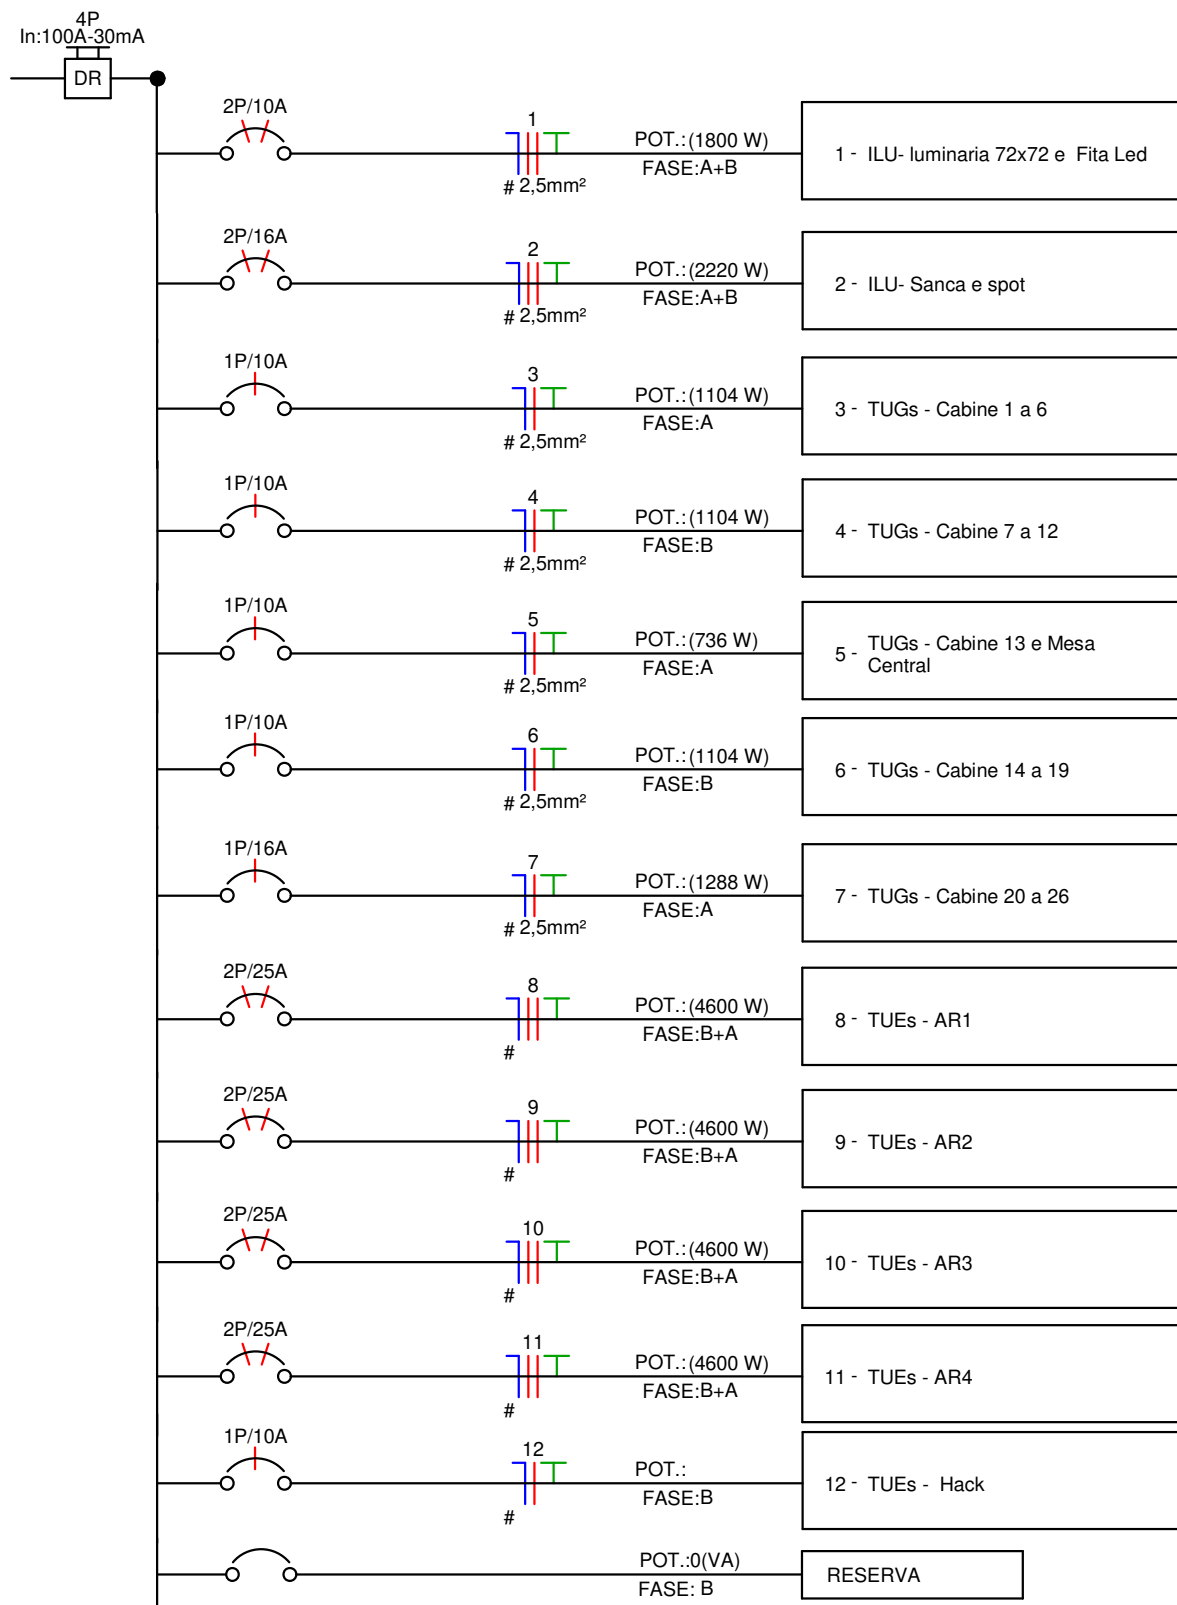 4P
In:100A-30mA
DR
2P/10A
1
# 2,5mm²
POT.:(1800 W)
FASE:A+B
1 - ILU- luminaria 72x72 e Fita Led
2P/16A
2
# 2,5mm²
POT.:(2220 W)
FASE:A+B
2 - ILU- Sanca e spot
1P/10A
3
# 2,5mm²
POT.:(1104 W)
FASE:A
3 - TUGs - Cabine 1 a 6
1P/10A
4
# 2,5mm²
POT.:(1104 W)
FASE:B
4 - TUGs - Cabine 7 a 12
1P/10A
5
# 2,5mm²
POT.:(736 W)
FASE:A
5 - TUGs - Cabine 13 e Mesa
Central
1P/10A
6
# 2,5mm²
POT.:(1104 W)
FASE:B
6 - TUGs - Cabine 14 a 19
1P/16A
7
# 2,5mm²
POT.:(1288 W)
FASE:A
7 - TUGs - Cabine 20 a 26
2P/25A
8
#
POT.:(4600 W)
FASE:B+A
8 - TUEs - AR1
2P/25A
9
#
POT.:(4600 W)
FASE:B+A
9 - TUEs - AR2
2P/25A
10
#
POT.:(4600 W)
FASE:B+A
10 - TUEs - AR3
2P/25A
11
#
POT.:(4600 W)
FASE:B+A
11 - TUEs - AR4
1P/10A
12
#
POT.:
FASE:B
12 - TUEs - Hack
POT.:0(VA)
FASE: B
RESERVA